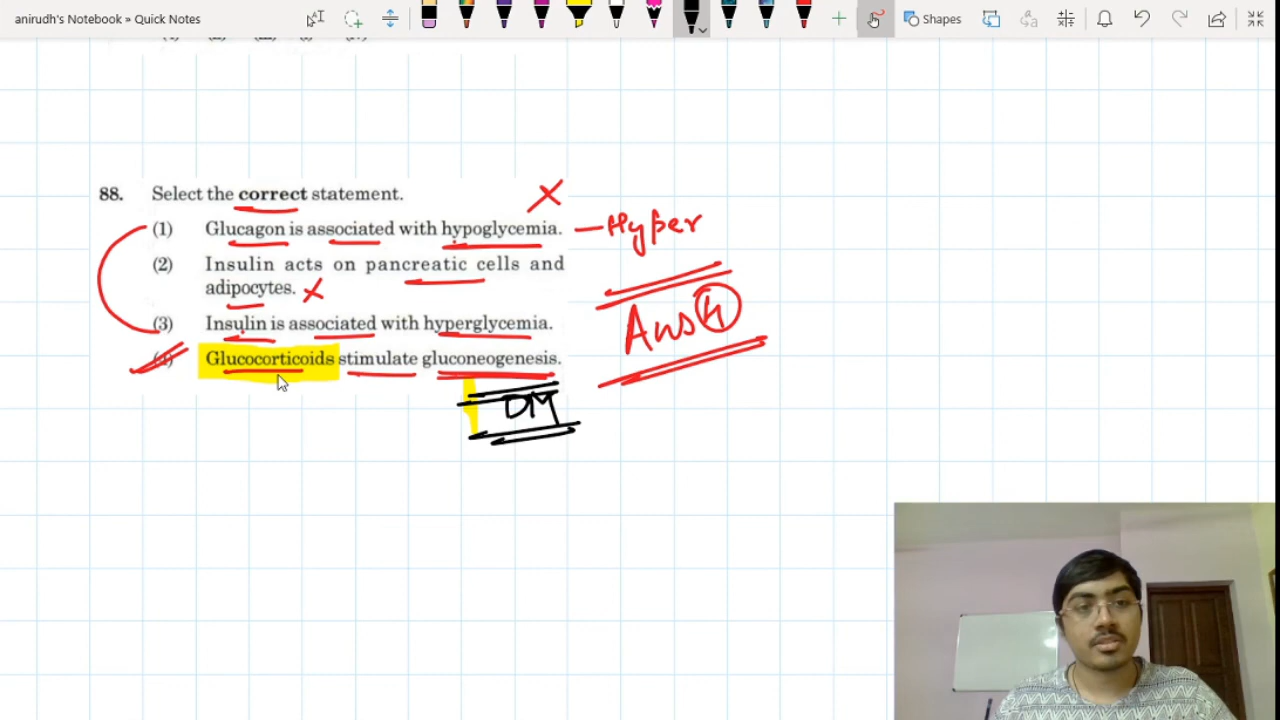 anirudh's Notebook » Quick Notes
Shapes
88. Select the correct statement.
(1) Glucagon is associated with hypoglycemia. — Hyper
(2) Insulin acts on pancreatic cells and
adipocytes.
(3) Insulin is associated with hyperglycemia.
(4) Glucocorticoids stimulate gluconeogenesis.
Ans (4)
DM